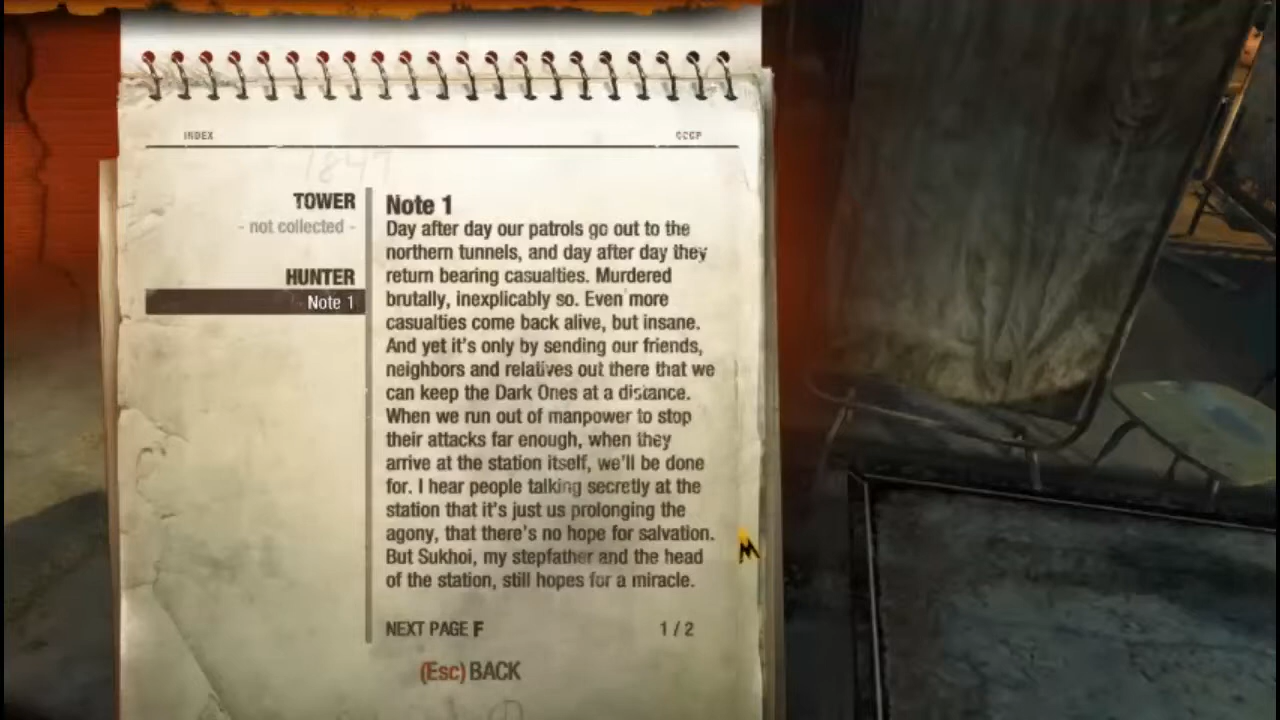 INDEX
CCCP
1847
TOWER
- not collected -
HUNTER
Note 1
Note 1
Day after day our patrols go out to the
northern tunnels, and day after day they
return bearing casualties. Murdered
brutally, inexplicably so. Even more
casualties come back alive, but insane.
And yet it's only by sending our friends,
neighbors and relatives out there that we
can keep the Dark Ones at a distance.
When we run out of manpower to stop
their attacks far enough, when they
arrive at the station itself, we'll be done
for. I hear people talking secretly at the
station that it's just us prolonging the
agony, that there's no hope for salvation.
But Sukhoi, my stepfather and the head
of the station, still hopes for a miracle.
NEXT PAGE F
1 / 2
(Esc) BACK